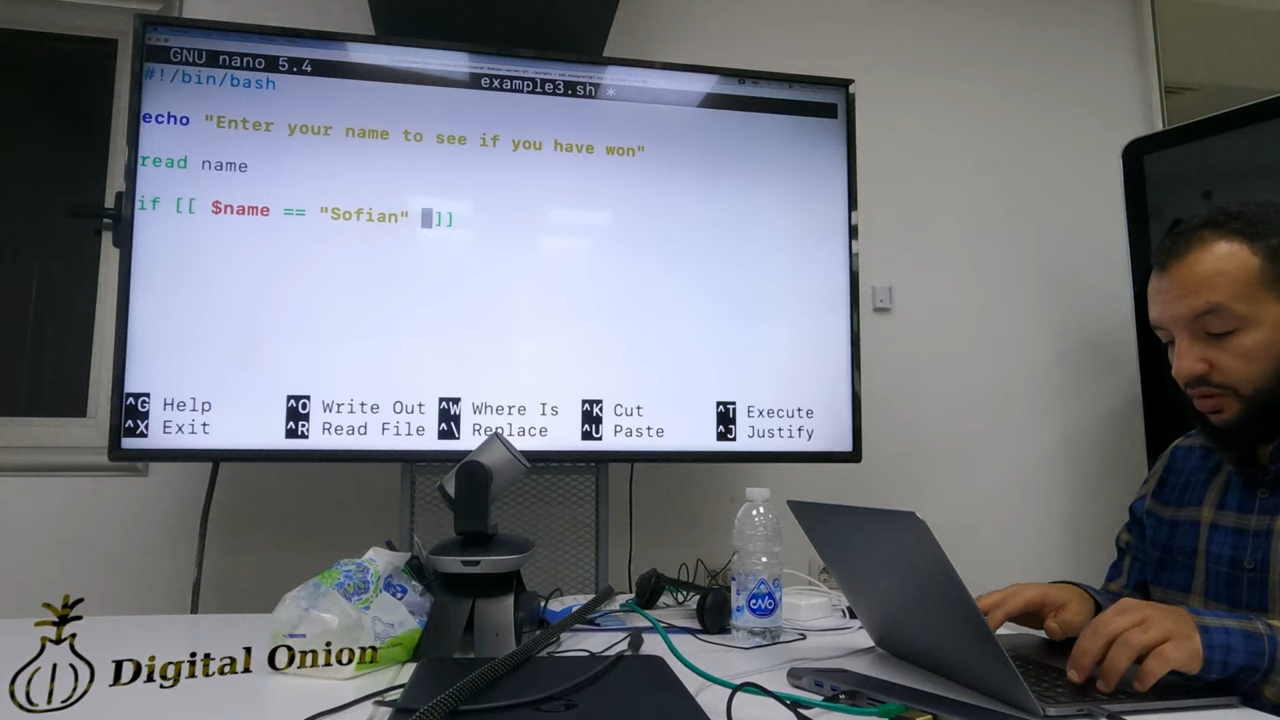 GNU nano 5.4
example3.sh *
#!/bin/bash
echo "Enter your name to see if you have won"
read name
if [[ $name == "Sofian" ]]
^G Help ^O Write Out ^W Where Is ^K Cut ^T Execute
^X Exit ^R Read File ^\ Replace ^U Paste ^J Justify
Digital Onion